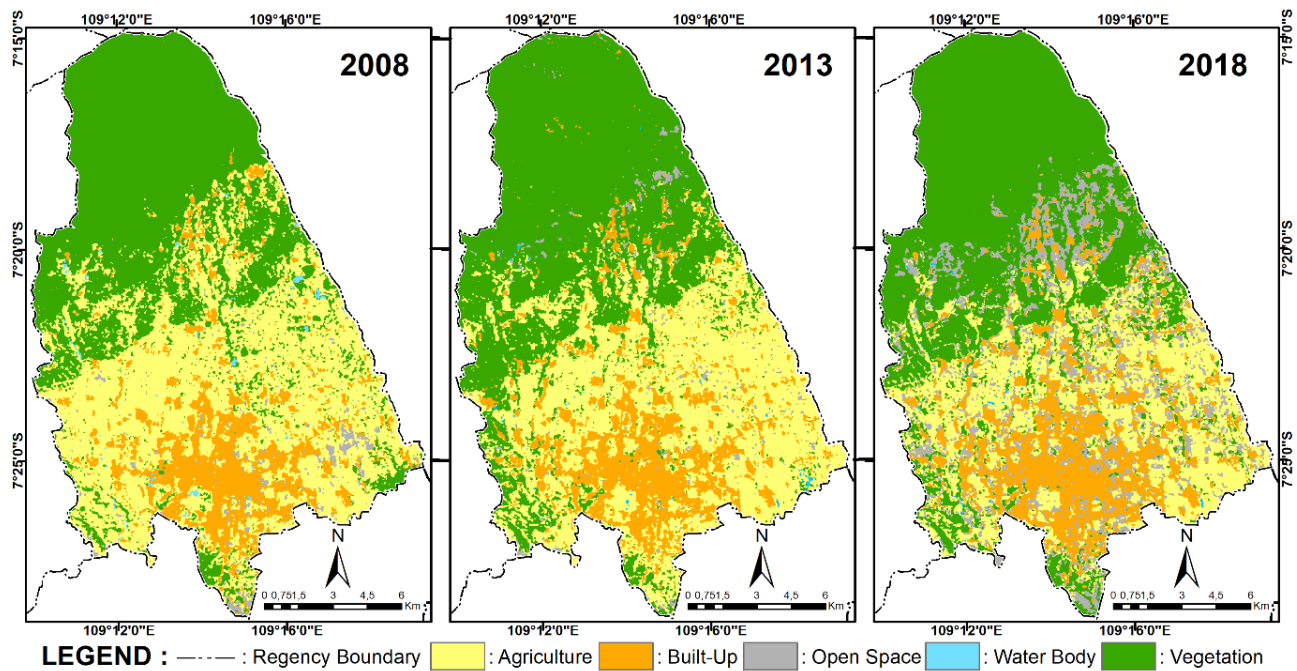 109°12'0"E 109°16'0"E 109°12'0"E 109°16'0"E 109°12'0"E 109°16'0"E
7°15'0"S 7°20'0"S 7°25'0"S
2008
2013
2018
7°15'0"S 7°20'0"S 7°25'0"S
N
0 0,751,5 3 4,5 6
Km
N
0 0,751,5 3 4,5 6
Km
N
0 0,751,5 3 4,5 6
Km
109°12'0"E 109°16'0"E 109°12'0"E 109°16'0"E 109°12'0"E 109°16'0"E
LEGEND : : Regency Boundary : Agriculture : Built-Up : Open Space : Water Body : Vegetation